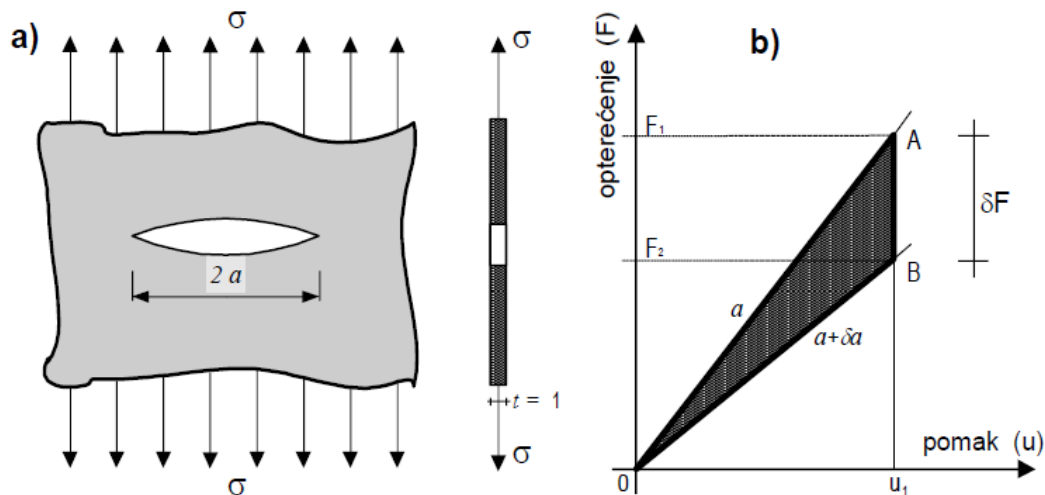 a)
σ
σ
2 a
t = 1
σ
σ
b)
opterećenje (F)
F₁
A
δF
F₂
B
a
a+δa
pomak (u)
0
u₁